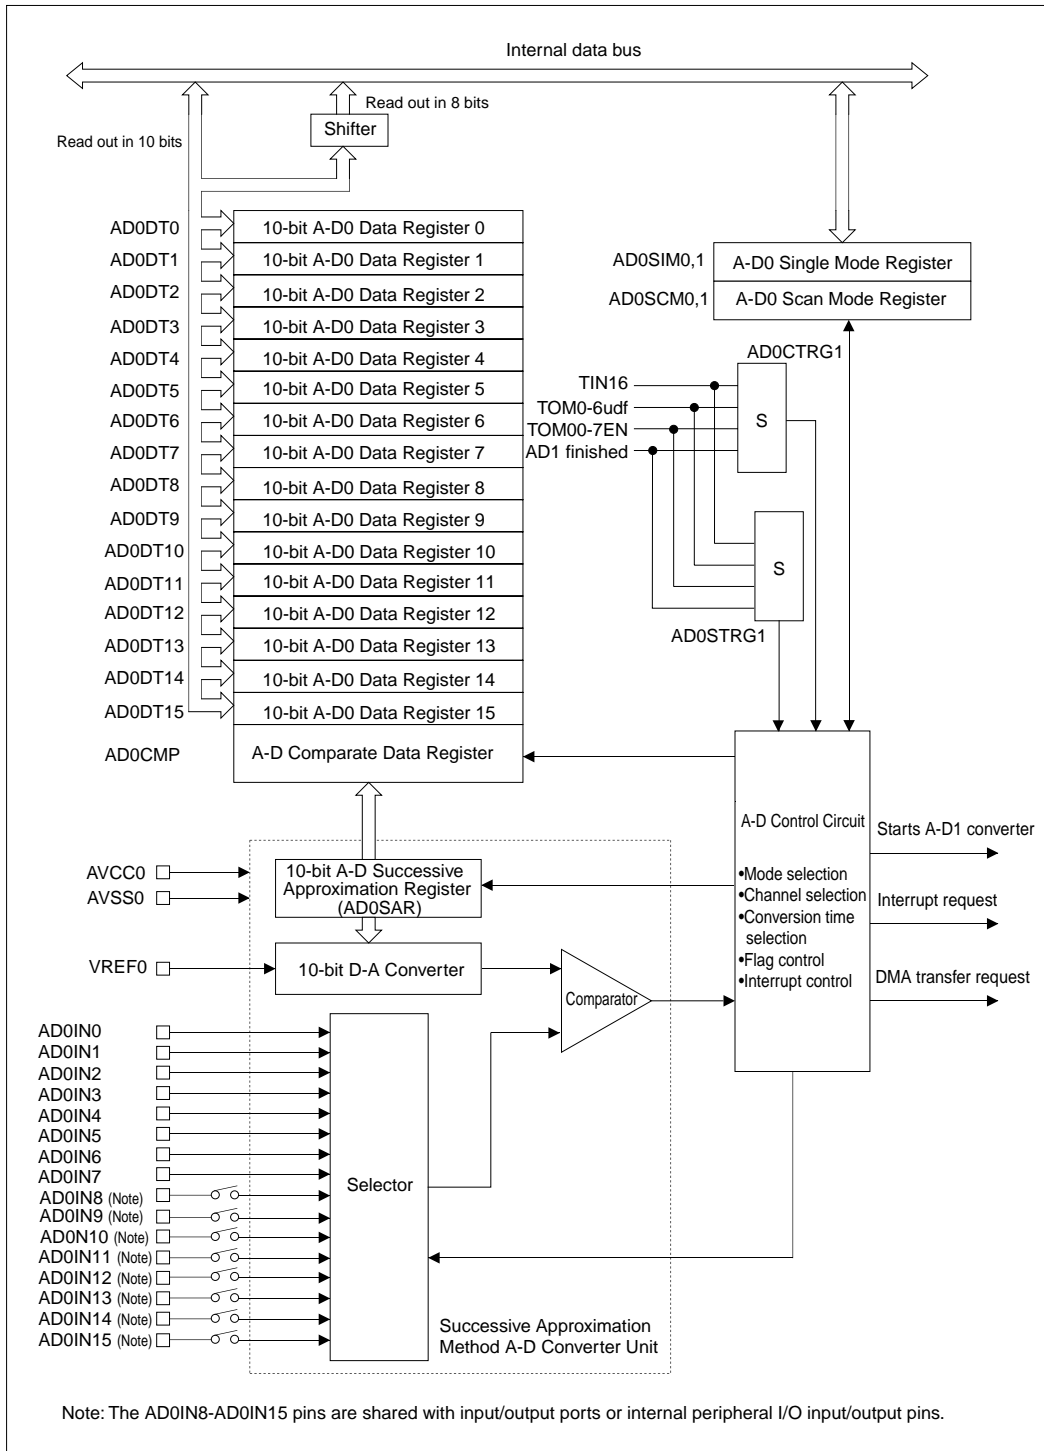 Internal data bus
Read out in 8 bits
Shifter
Read out in 10 bits
AD0DT0 10-bit A-D0 Data Register 0
AD0DT1 10-bit A-D0 Data Register 1
AD0DT2 10-bit A-D0 Data Register 2
AD0DT3 10-bit A-D0 Data Register 3
AD0DT4 10-bit A-D0 Data Register 4
AD0DT5 10-bit A-D0 Data Register 5
AD0DT6 10-bit A-D0 Data Register 6
AD0DT7 10-bit A-D0 Data Register 7
AD0DT8 10-bit A-D0 Data Register 8
AD0DT9 10-bit A-D0 Data Register 9
AD0DT10 10-bit A-D0 Data Register 10
AD0DT11 10-bit A-D0 Data Register 11
AD0DT12 10-bit A-D0 Data Register 12
AD0DT13 10-bit A-D0 Data Register 13
AD0DT14 10-bit A-D0 Data Register 14
AD0DT15 10-bit A-D0 Data Register 15
AD0CMP A-D Comparate Data Register
AD0SIM0,1 A-D0 Single Mode Register
AD0SCM0,1 A-D0 Scan Mode Register
AD0CTRG1
TIN16
TOM0-6udf
TOM00-7EN
AD1 finished
S
S
AD0STRG1
A-D Control Circuit
•Mode selection
•Channel selection
•Conversion time
selection
•Flag control
•Interrupt control
Starts A-D1 converter
Interrupt request
DMA transfer request
AVCC0
AVSS0
10-bit A-D Successive
Approximation Register
(AD0SAR)
VREF0
10-bit D-A Converter
Comparator
AD0IN0
AD0IN1
AD0IN2
AD0IN3
AD0IN4
AD0IN5
AD0IN6
AD0IN7
AD0IN8 (Note)
AD0IN9 (Note)
AD0N10 (Note)
AD0IN11 (Note)
AD0IN12 (Note)
AD0IN13 (Note)
AD0IN14 (Note)
AD0IN15 (Note)
Selector
Successive Approximation
Method A-D Converter Unit
Note: The AD0IN8-AD0IN15 pins are shared with input/output ports or internal peripheral I/O input/output pins.